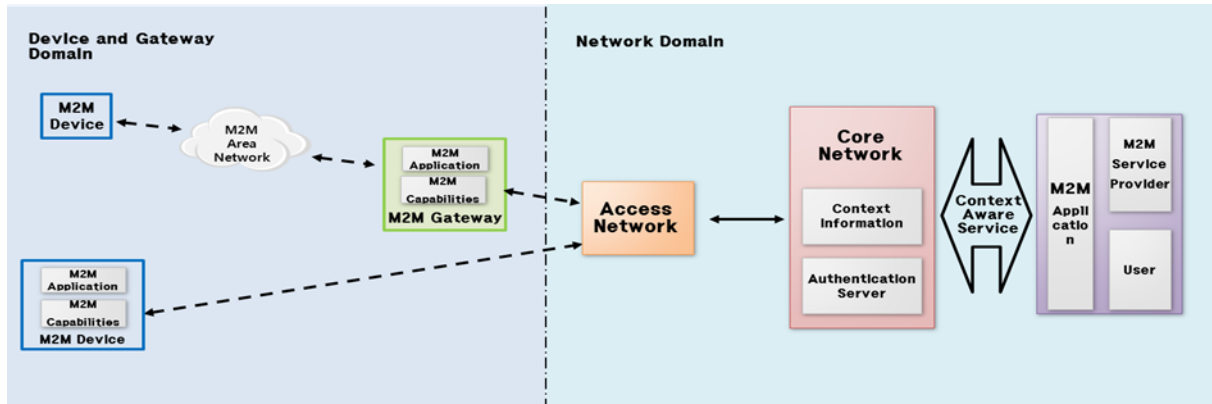 Device and Gateway
Domain
Network Domain
M2M
Device
M2M
Area
Network
M2M
Application
M2M
Capabilities
M2M Gateway
M2M
Application
M2M
Capabilities
M2M Device
Access
Network
Core
Network
Context
Information
Authentication
Server
Context
Aware
Service
M2M
Appli
catio
n
M2M
Service
Provider
User